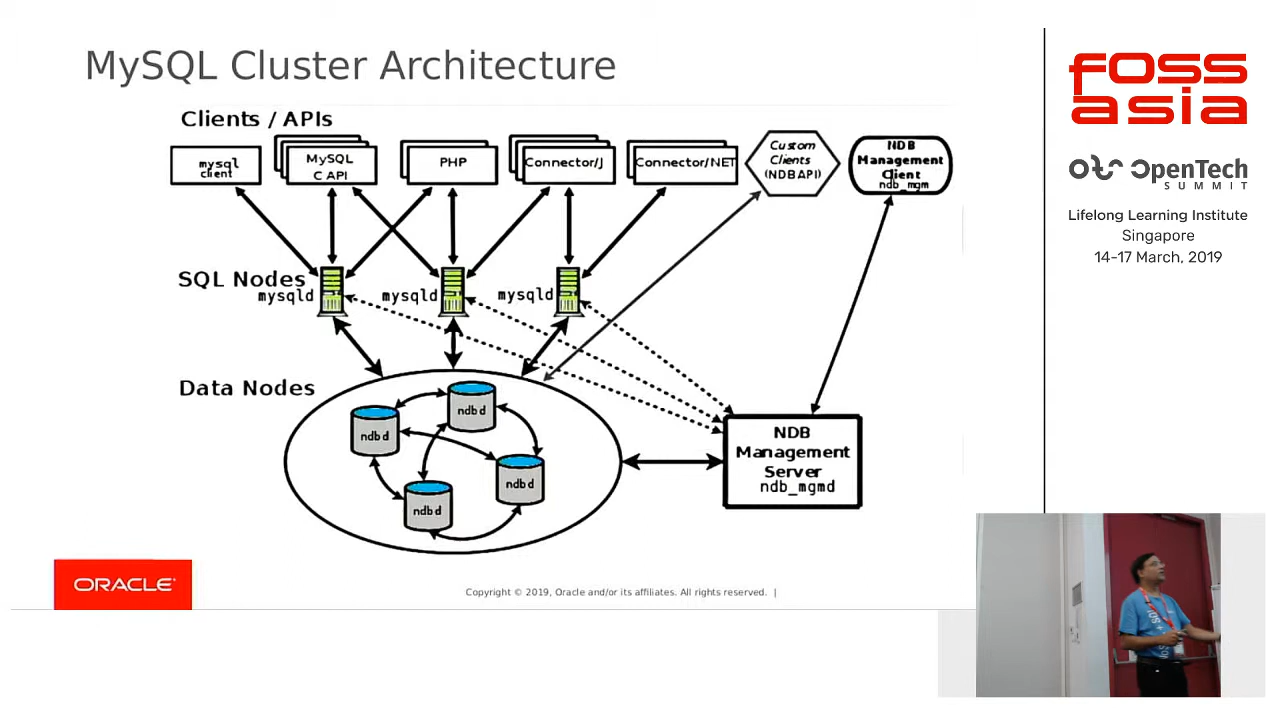 MySQL Cluster Architecture
Clients / APIs
mysql
client
MySQL
C API
PHP
Connector/J
Connector/NET
Custom
Clients
(NDBAPI)
NDB
Management
Client
ndb_mgm
SQL Nodes
mysqld
mysqld
mysqld
Data Nodes
ndbd
ndbd
ndbd
ndbd
NDB
Management
Server
ndb_mgmd
ORACLE
Copyright © 2019, Oracle and/or its affiliates. All rights reserved. |
FOSS
ASIA
OpenTech
SUMMIT
Lifelong Learning Institute
Singapore
14-17 March, 2019